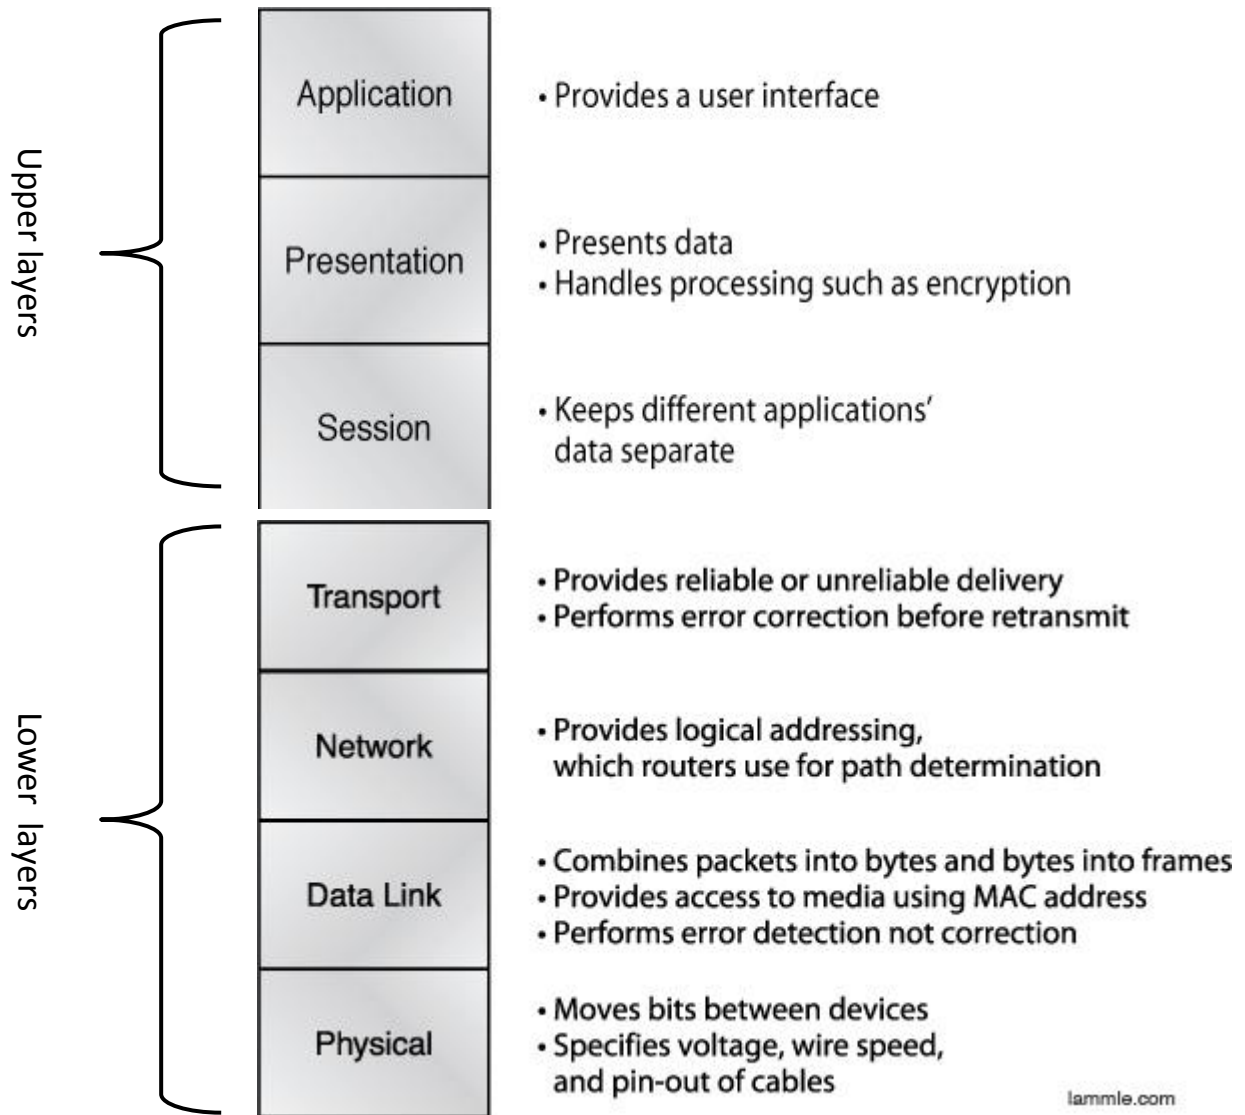 Upper layers
Application
• Provides a user interface
Presentation
• Presents data
• Handles processing such as encryption
Session
• Keeps different applications’
data separate
Lower layers
Transport
• Provides reliable or unreliable delivery
• Performs error correction before retransmit
Network
• Provides logical addressing,
which routers use for path determination
Data Link
• Combines packets into bytes and bytes into frames
• Provides access to media using MAC address
• Performs error detection not correction
Physical
• Moves bits between devices
• Specifies voltage, wire speed,
and pin-out of cables
lammle.com